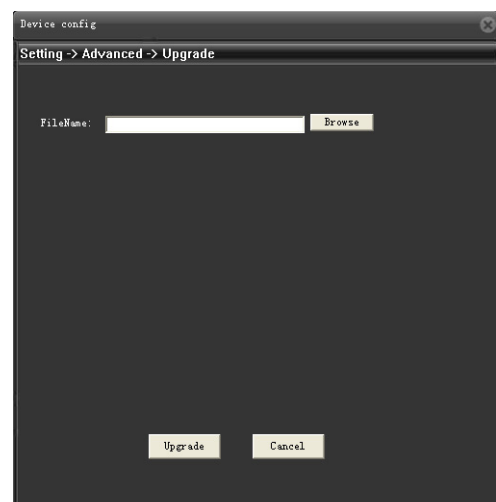 Device config
Setting -> Advanced -> Upgrade
FileName: Browse
Upgrade Cancel